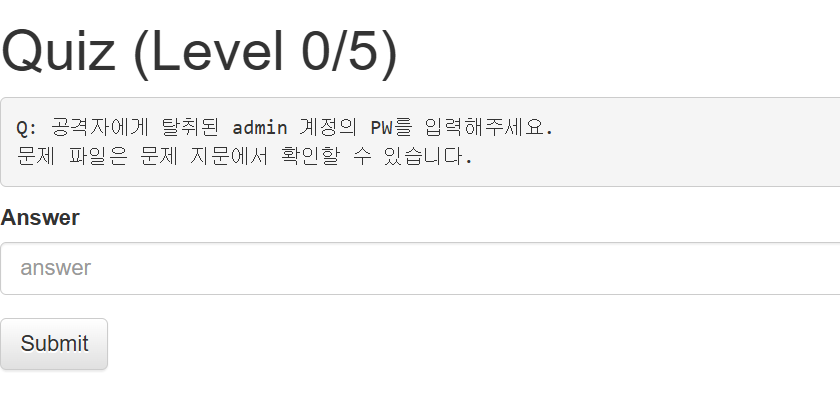 Quiz (Level 0/5)
Q: 공격자에게 탈취된 admin 계정의 PW를 입력해주세요.
문제 파일은 문제 지문에서 확인할 수 있습니다.
Answer
answer
Submit